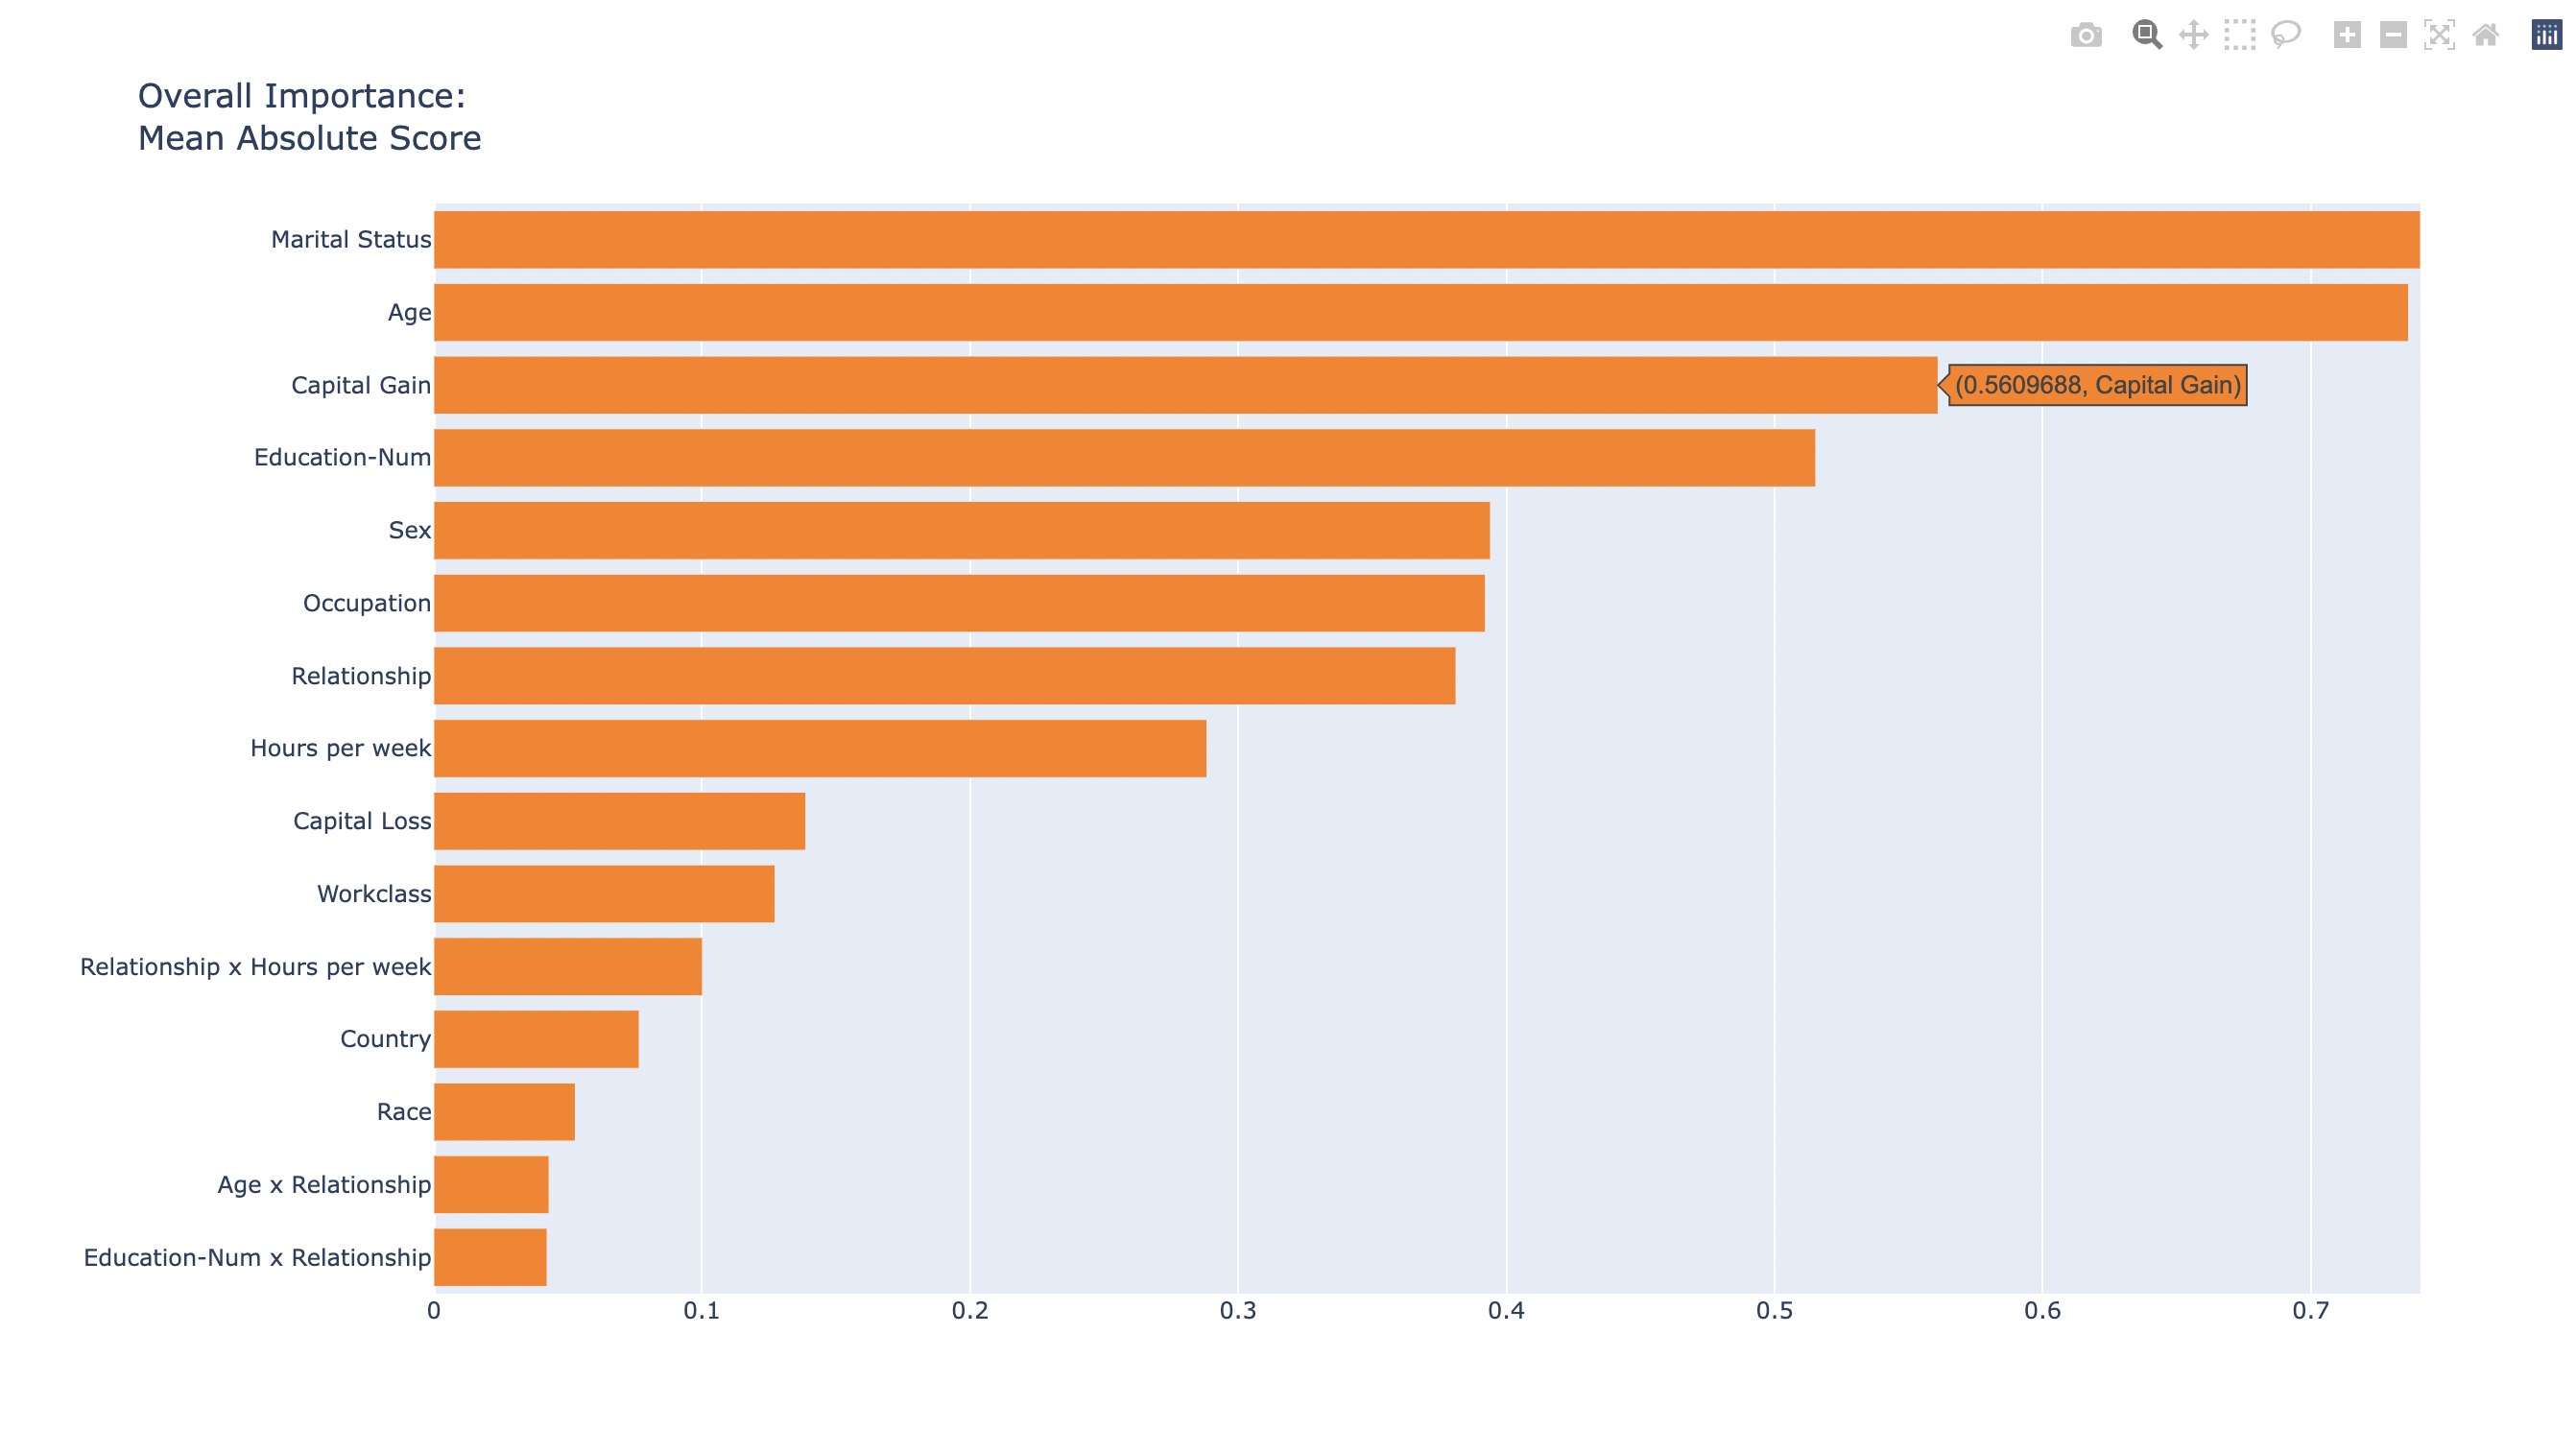 Overall Importance:
Mean Absolute Score
Marital Status
Age
Capital Gain
(0.5609688, Capital Gain)
Education-Num
Sex
Occupation
Relationship
Hours per week
Capital Loss
Workclass
Relationship x Hours per week
Country
Race
Age x Relationship
Education-Num x Relationship
0 0.1 0.2 0.3 0.4 0.5 0.6 0.7